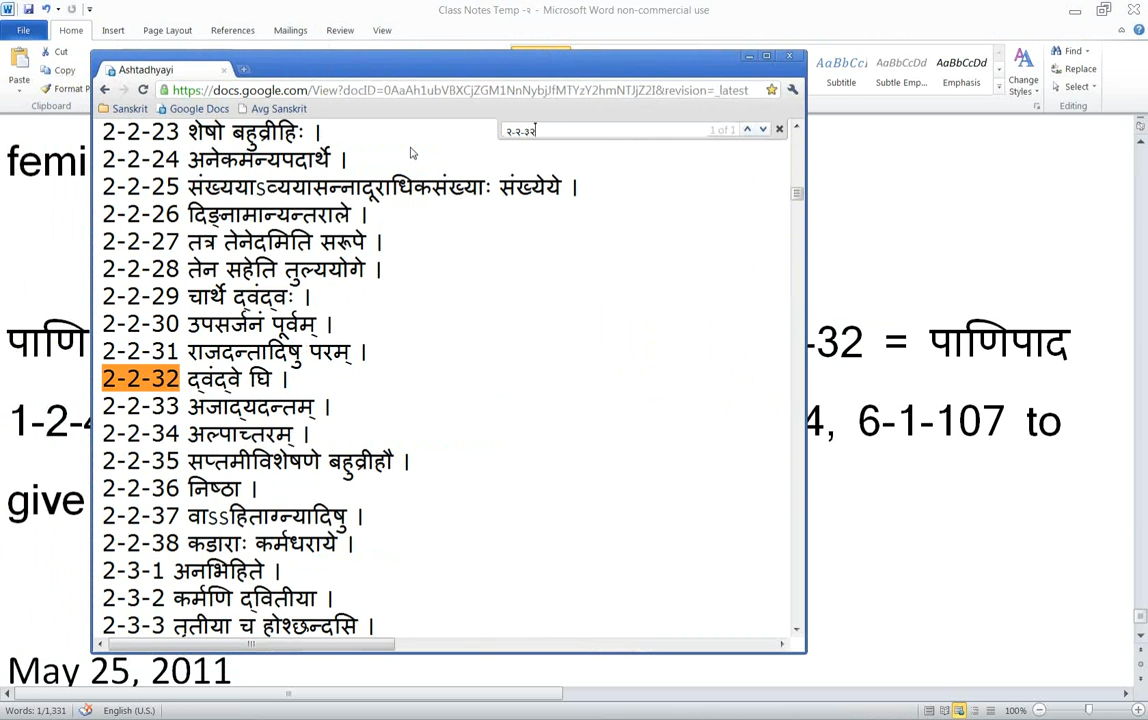 Class Notes Temp -२ - Microsoft Word non-commercial use
File Home Insert Page Layout References Mailings Review View
Cut
Copy
Format P
Paste
Clipboard
AaBbCcI AaBbCcDd AaBbCcDd
Subtitle Subtle Emp... Emphasis
Change Styles
Find
Replace
Select
Editing
Ashtadhyayi
https://docs.google.com/View?docID=0AaAh1ubVBXCjZGM1NnNybjJfMTYzY2hmNTJjZ2I&revision=_latest
Sanskrit Google Docs Avg Sanskrit
२-२-३२ 1 of 1
2-2-23 शेषो बहुव्रीहिः |
2-2-24 अनेकमन्यपदार्थे |
2-2-25 संख्ययाऽव्ययासन्नादूराधिकसंख्याः संख्येये |
2-2-26 दिङ्नामान्यन्तराले |
2-2-27 तत्र तेनेदमिति सरूपे |
2-2-28 तेन सहेति तुल्ययोगे |
2-2-29 चार्थे द्वंद्वः |
2-2-30 उपसर्जनं पूर्वम् |
2-2-31 राजदन्तादिषु परम् |
2-2-32 द्वंद्वे घि |
2-2-33 अजाद्यदन्तम् |
2-2-34 अल्पाच्तरम् |
2-2-35 सप्तमीविशेषणे बहुव्रीहौ |
2-2-36 निष्ठा |
2-2-37 वाऽऽहिताग्न्यादिषु |
2-2-38 कडाराः कर्मधराये |
2-3-1 अनभिहिते |
2-3-2 कर्मणि द्वितीया |
2-3-3 तृतीया च होश्छन्दसि |
femi
पाणि -32 = पाणिपाद
1-2-4 4, 6-1-107 to
give
May 25, 2011
Words: 1/1,331 English (U.S.) 100%